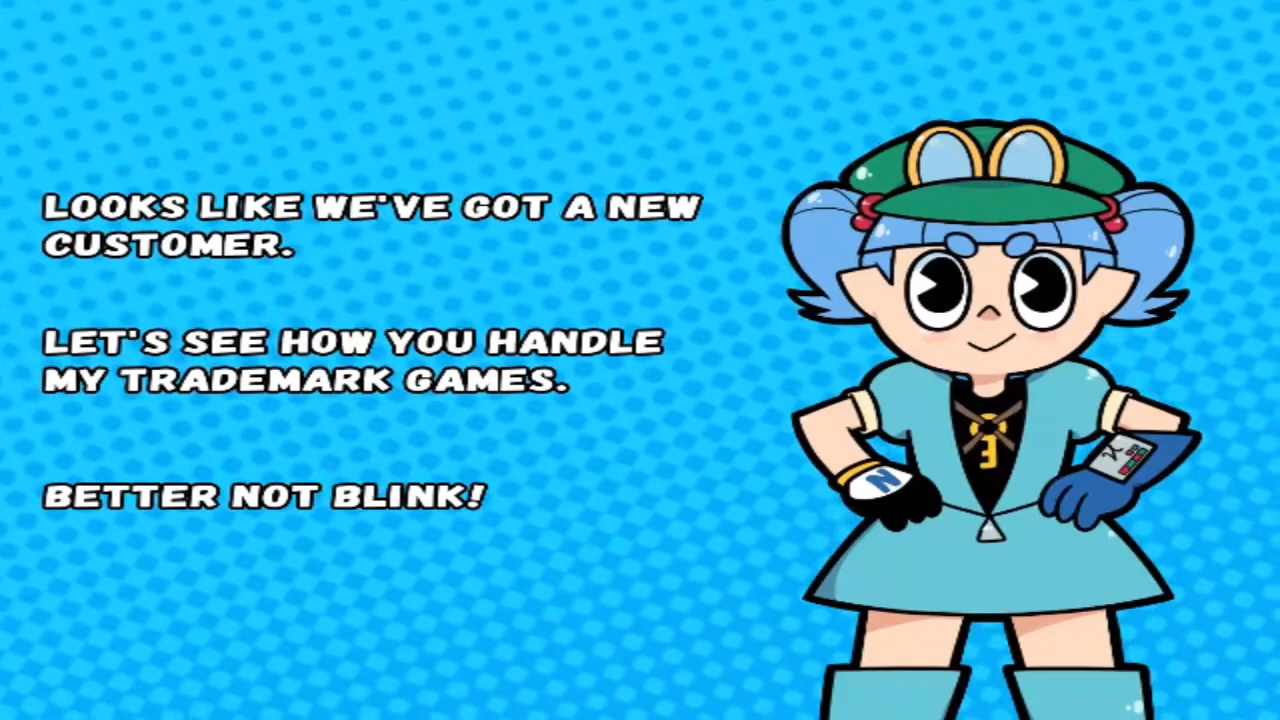 LOOKS LIKE WE'VE GOT A NEW
CUSTOMER.
LET'S SEE HOW YOU HANDLE
MY TRADEMARK GAMES.
BETTER NOT BLINK!
N